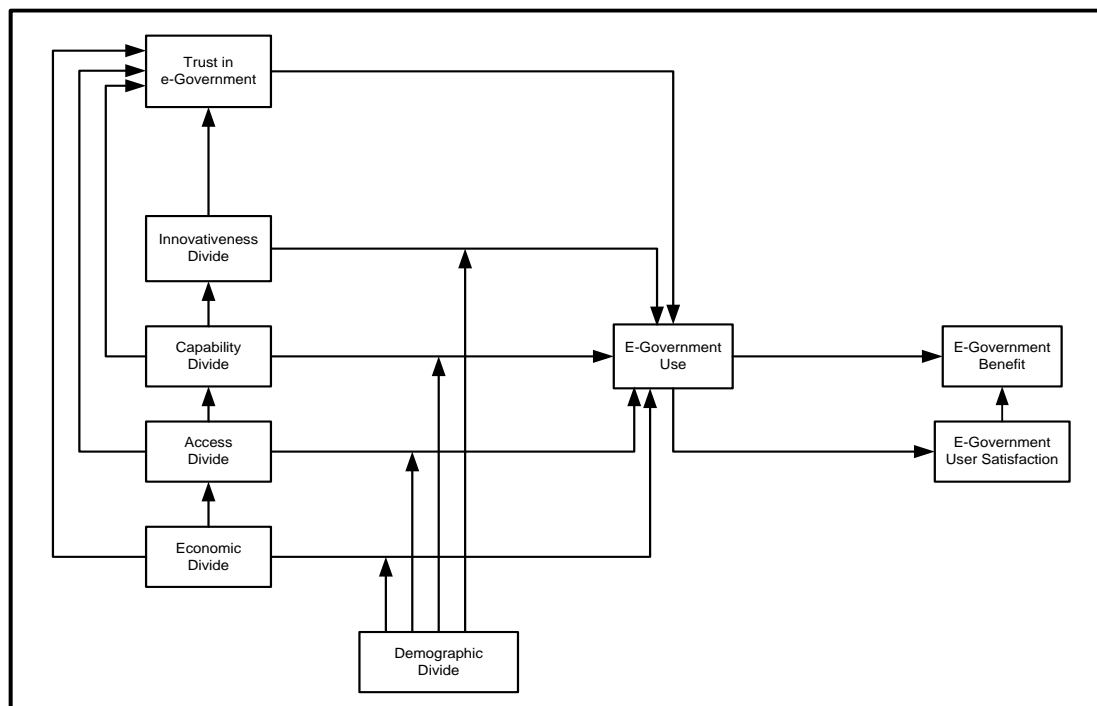 Trust in
e-Government
Innovativeness
Divide
Capability
Divide
E-Government
Use
E-Government
Benefit
Access
Divide
E-Government
User Satisfaction
Economic
Divide
Demographic
Divide